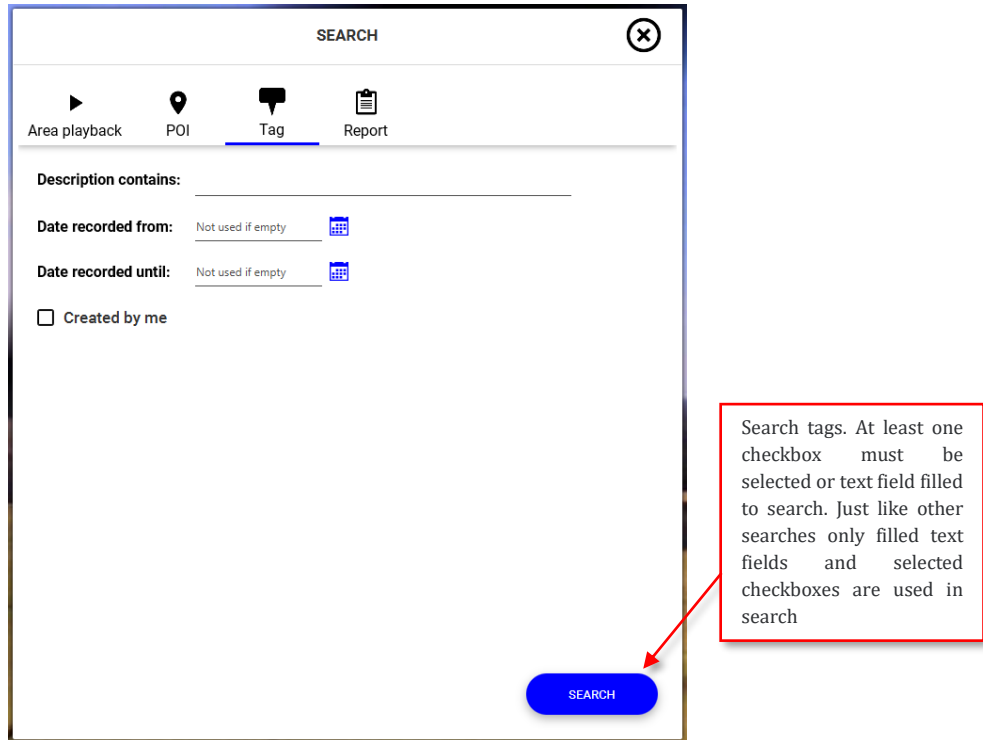 SEARCH
Area playback POI Tag Report
Description contains:
Date recorded from: Not used if empty
Date recorded until: Not used if empty
Created by me
Search tags. At least one
checkbox must be
selected or text field filled
to search. Just like other
searches only filled text
fields and selected
checkboxes are used in
search
SEARCH